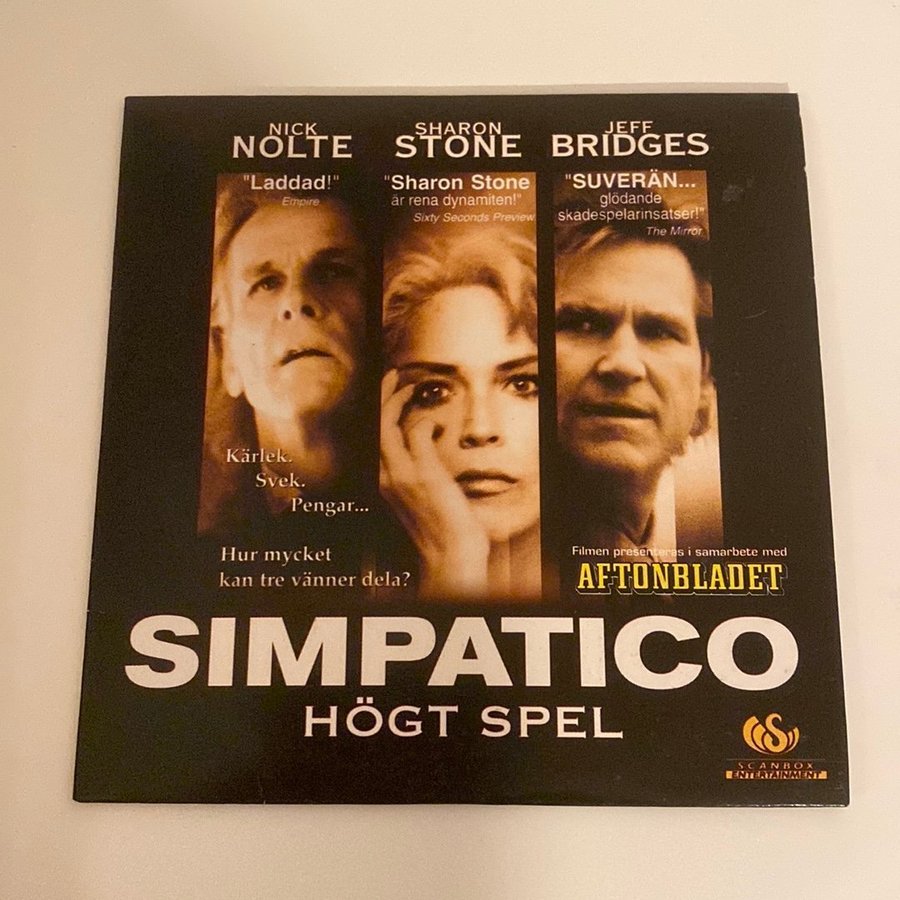 NICK NOLTE
SHARON STONE
JEFF BRIDGES
"Laddad!"
Empire
"Sharon Stone
är rena dynamiten!"
Sixty Seconds Preview
"SUVERÄN...
glödande
skadespelarinsatser!"
The Mirror
Kärlek.
Svek.
Pengar...
Hur mycket
kan tre vänner dela?
Filmen presenteras i samarbete med
AFTONBLADET
SIMPATICO
HÖGT SPEL
S
SCANBOX
ENTERTAINMENT